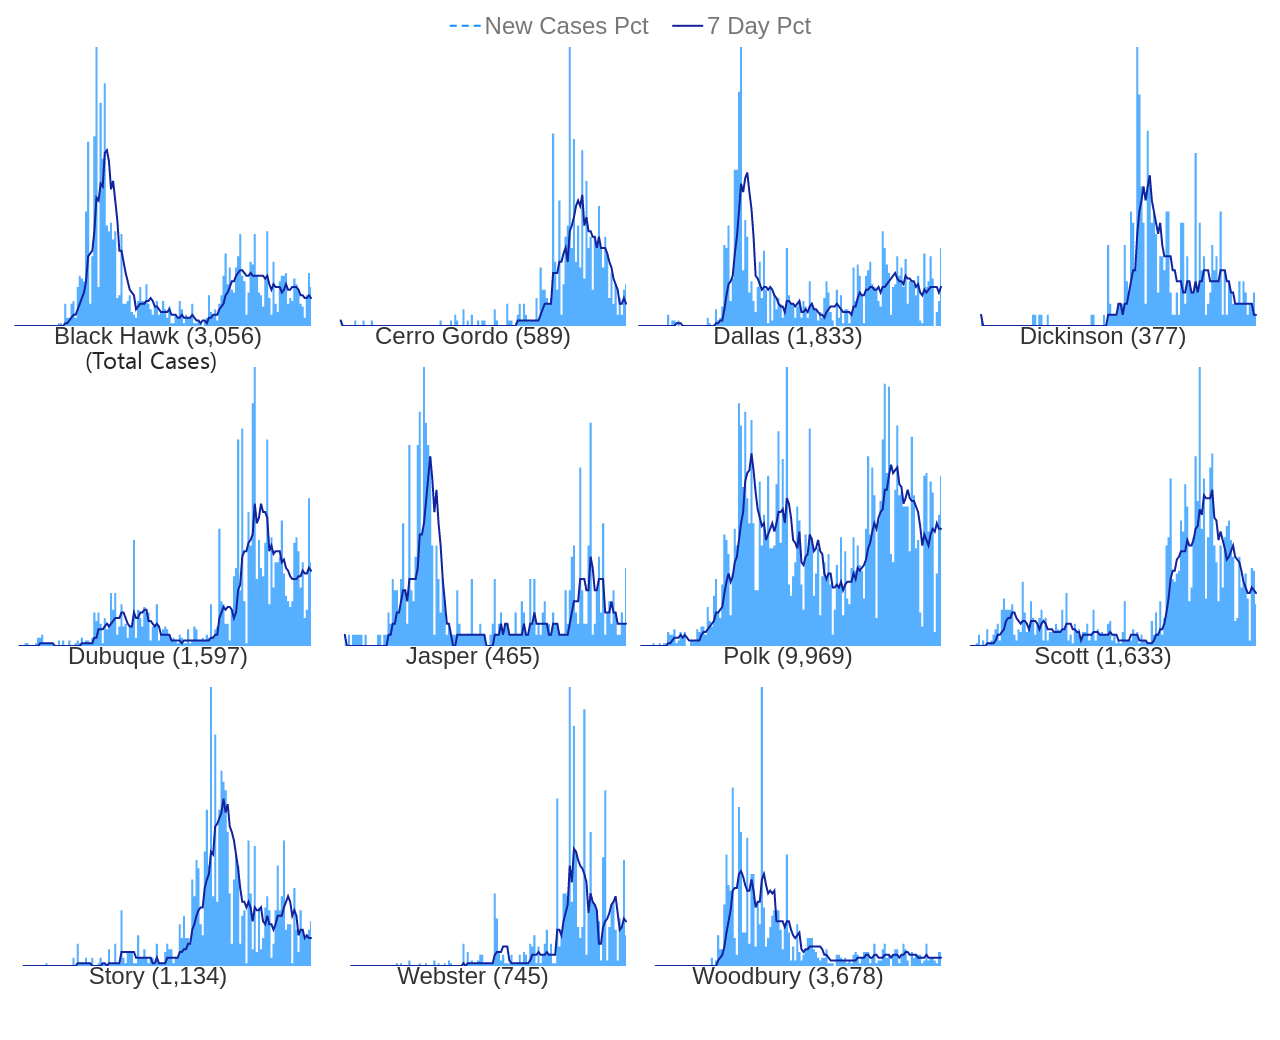 New Cases Pct 7 Day Pct
Black Hawk (3,056) Cerro Gordo (589) Dallas (1,833) Dickinson (377)
(Total Cases)
Dubuque (1,597) Jasper (465) Polk (9,969) Scott (1,633)
Story (1,134) Webster (745) Woodbury (3,678)